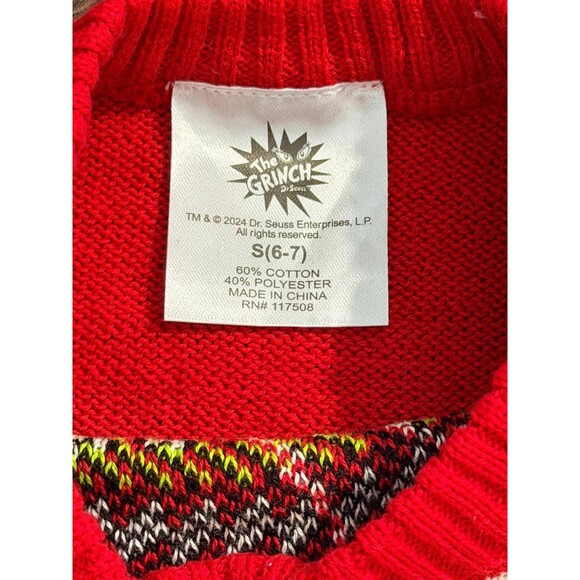 The
GRINCH
Dr. Seuss
TM & © 2024 Dr. Seuss Enterprises, L.P.
All rights reserved.
S(6-7)
60% COTTON
40% POLYESTER
MADE IN CHINA
RN# 117508